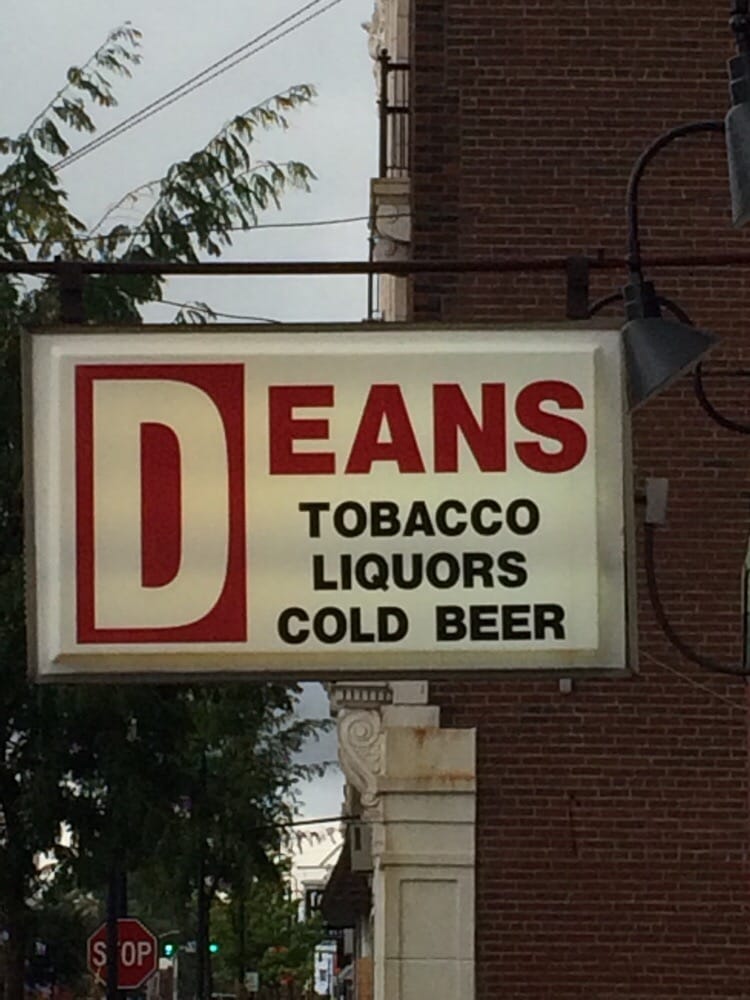 DEANS
TOBACCO
LIQUORS
COLD BEER
STOP